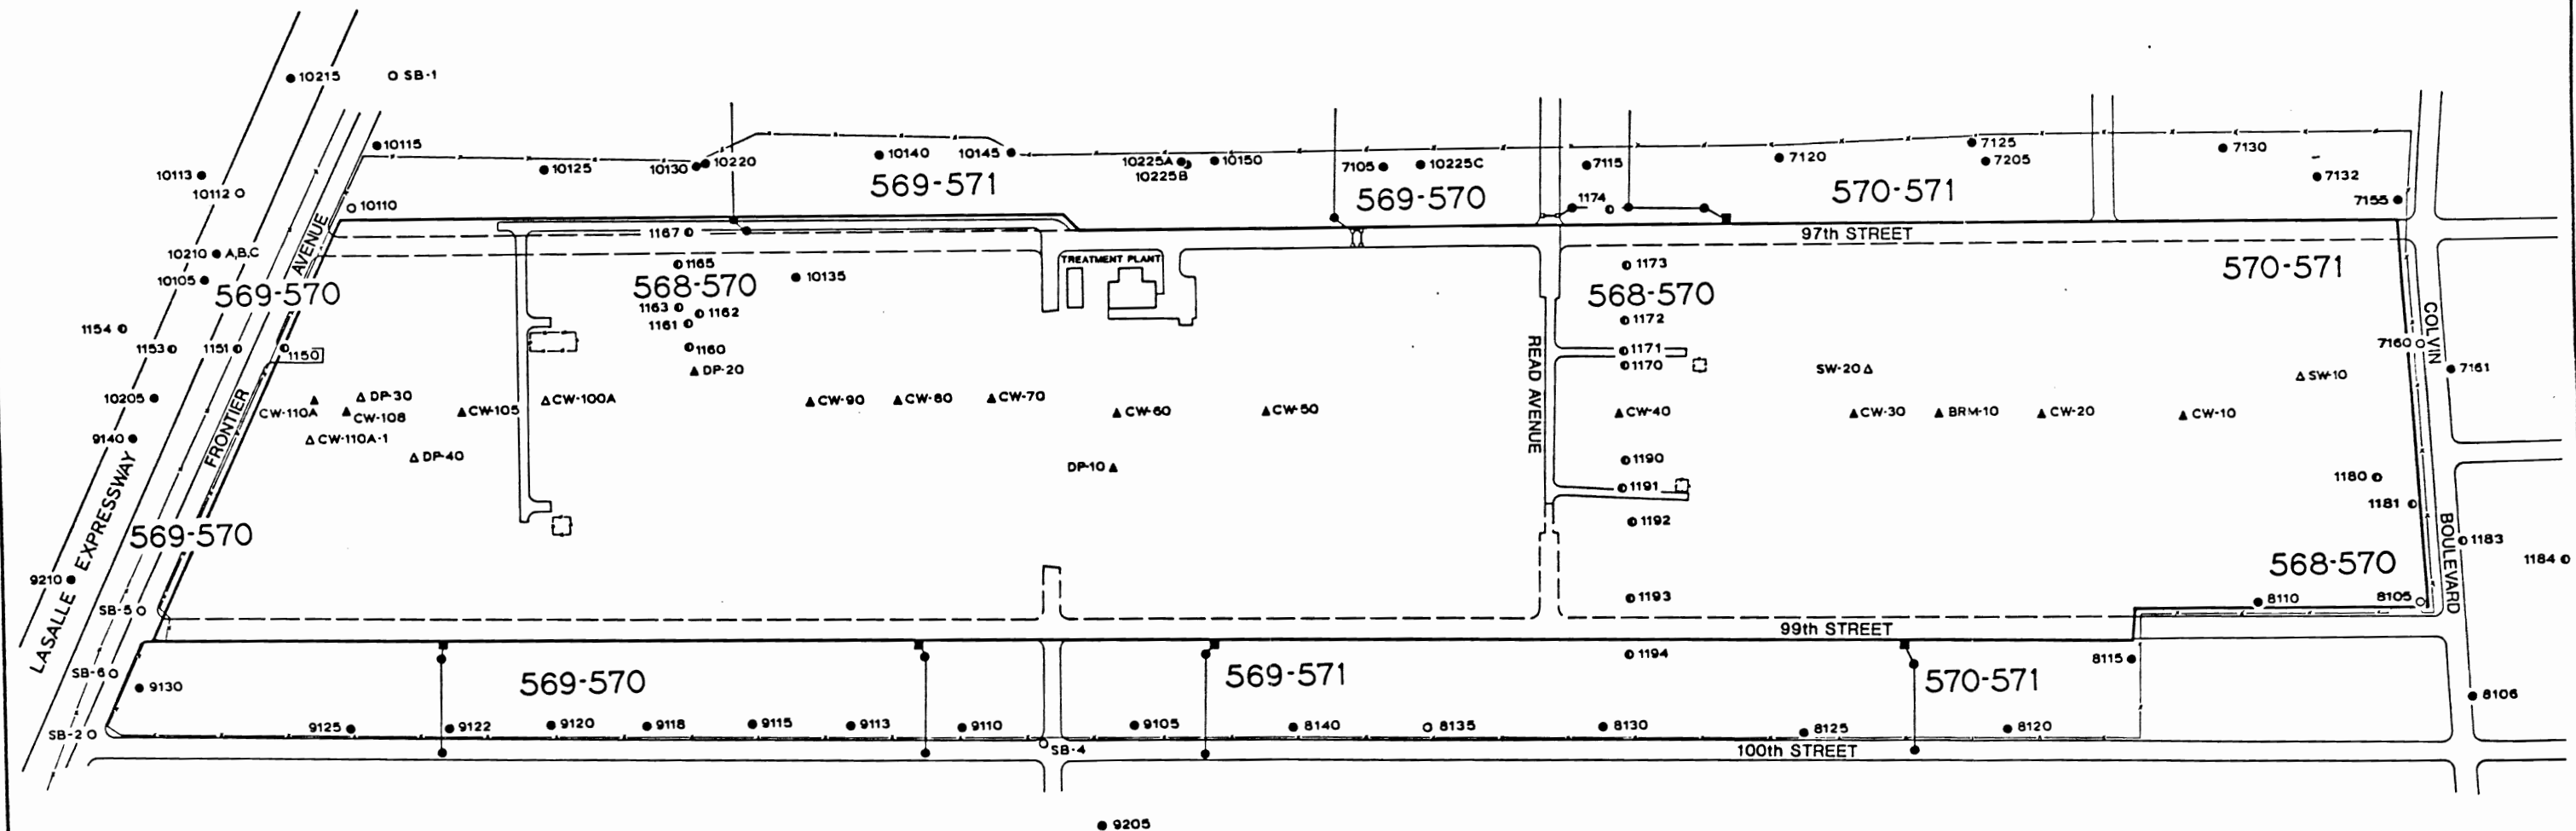 10215
SB-1
10115
10113
10112
10110
10125
10130
10220
10140
10145
10225A
10225B
10150
7105
10225C
7115
7120
7125
7205
7130
7132
7155
569-571
569-570
570-571
1174
10210 A,B,C
10105
AVENUE
569-570
1167
1165
568-570
10135
1163
1162
1161
1160
DP-20
TREATMENT PLANT
97th STREET
1173
568-570
1172
1171
1170
570-571
COLVIN
7160
7161
1154
1153
1151
1150
10205
9140
FRONTIER
CW-110A
DP-30
CW-108
CW-110A-1
DP-40
CW-105
CW-100A
CW-90
CW-80
CW-70
CW-60
CW-50
DP-10
READ AVENUE
CW-40
SW-20
SW-10
CW-30
BRM-10
CW-20
CW-10
1190
1191
1192
1193
1180
1181
BOULEVARD
1183
1184
568-570
8110
8105
LASALLE EXPRESSWAY
569-570
9210
SB-5
SB-6
SB-2
99th STREET
9130
569-570
569-571
1194
570-571
8115
8106
9125
9122
9120
9118
9115
9113
9110
SB-4
9105
8140
8135
8130
8125
8120
100th STREET
9205